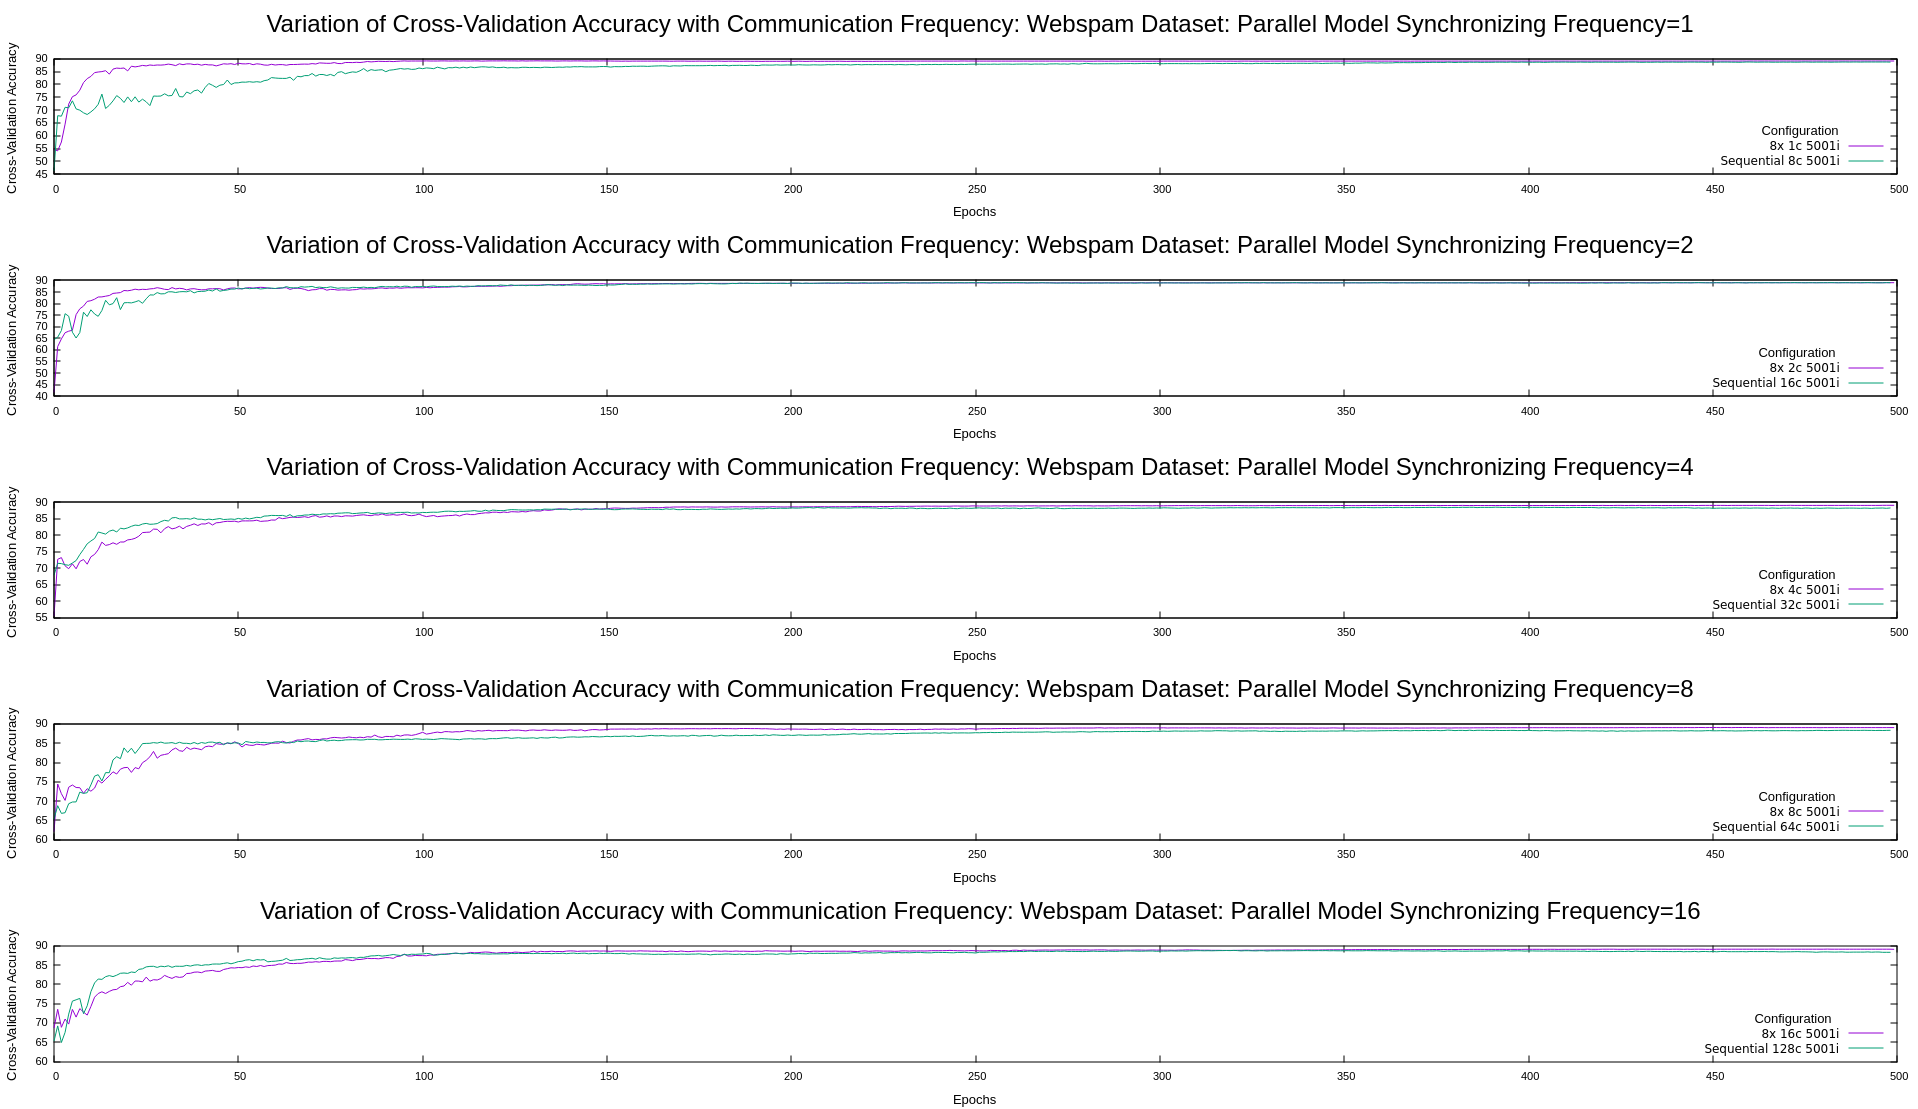 Variation of Cross-Validation Accuracy with Communication Frequency: Webspam Dataset: Parallel Model Synchronizing Frequency=1
Cross-Validation Accuracy
90
85
80
75
70
65
60
55
50
45
Configuration
8x 1c 5001i
Sequential 8c 5001i
0 50 100 150 200 250 300 350 400 450 500
Epochs
Variation of Cross-Validation Accuracy with Communication Frequency: Webspam Dataset: Parallel Model Synchronizing Frequency=2
Cross-Validation Accuracy
90
85
80
75
70
65
60
55
50
45
40
Configuration
8x 2c 5001i
Sequential 16c 5001i
0 50 100 150 200 250 300 350 400 450 500
Epochs
Variation of Cross-Validation Accuracy with Communication Frequency: Webspam Dataset: Parallel Model Synchronizing Frequency=4
Cross-Validation Accuracy
90
85
80
75
70
65
60
55
Configuration
8x 4c 5001i
Sequential 32c 5001i
0 50 100 150 200 250 300 350 400 450 500
Epochs
Variation of Cross-Validation Accuracy with Communication Frequency: Webspam Dataset: Parallel Model Synchronizing Frequency=8
Cross-Validation Accuracy
90
85
80
75
70
65
60
Configuration
8x 8c 5001i
Sequential 64c 5001i
0 50 100 150 200 250 300 350 400 450 500
Epochs
Variation of Cross-Validation Accuracy with Communication Frequency: Webspam Dataset: Parallel Model Synchronizing Frequency=16
Cross-Validation Accuracy
90
85
80
75
70
65
60
Configuration
8x 16c 5001i
Sequential 128c 5001i
0 50 100 150 200 250 300 350 400 450 500
Epochs